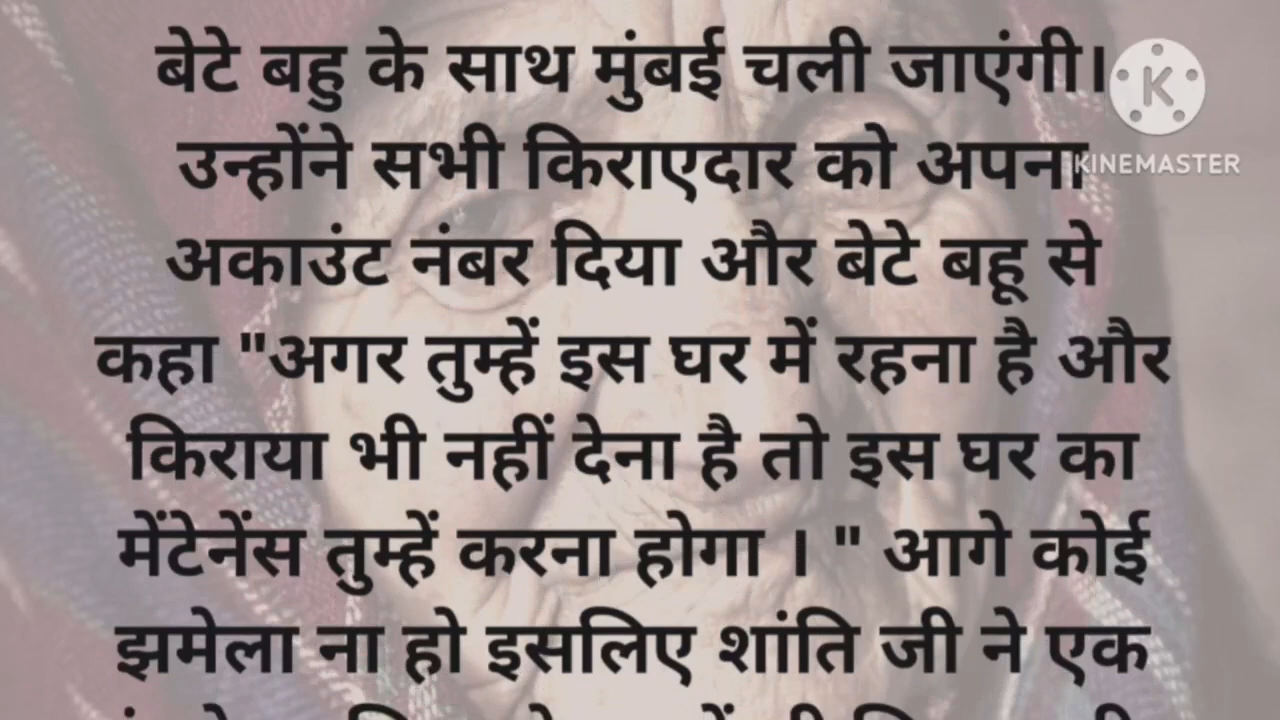 बेटे बहु के साथ मुंबई चली जाएंगी।
उन्होंने सभी किराएदार को अपना
अकाउंट नंबर दिया और बेटे बहू से
कहा "अगर तुम्हें इस घर में रहना है और
किराया भी नहीं देना है तो इस घर का
मेंटेनेंस तुम्हें करना होगा । " आगे कोई
झमेला ना हो इसलिए शांति जी ने एक
K
KINEMASTER